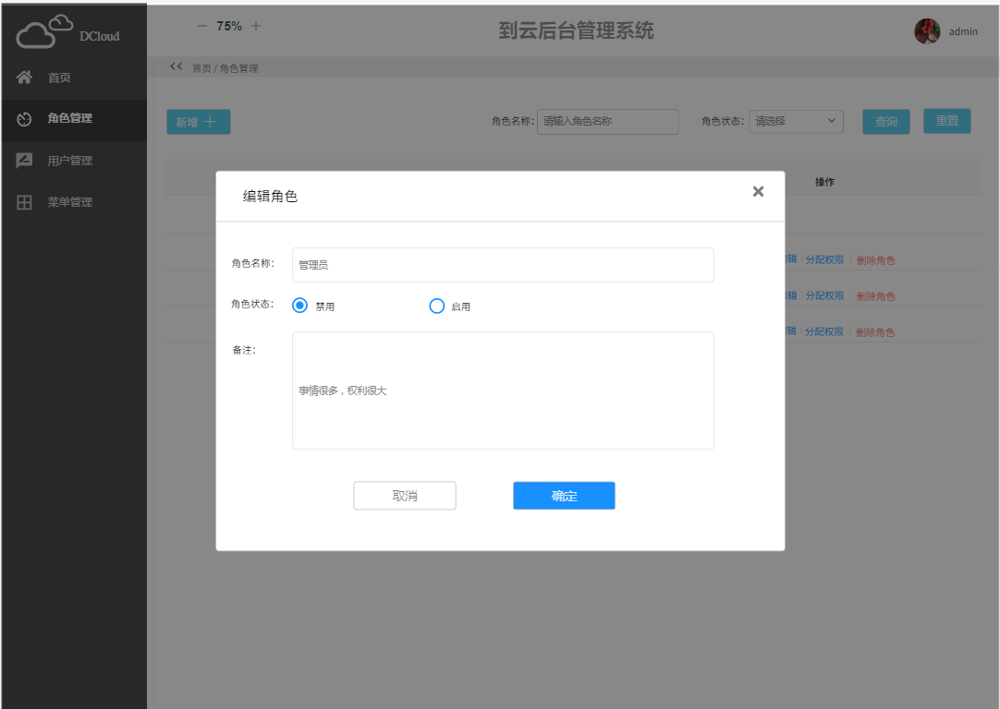 DCloud
− 75% +
到云后台管理系统
admin
首页 / 角色管理
首页
角色管理
用户管理
菜单管理
新增
角色名称: 请输入角色名称
角色状态: 请选择
查询
重置
操作
编辑角色
角色名称: 管理员
角色状态: 禁用 启用
备注:
事情很多，权利很大
取消
确定
辑 分配权限 删除角色
辑 分配权限 删除角色
辑 分配权限 删除角色